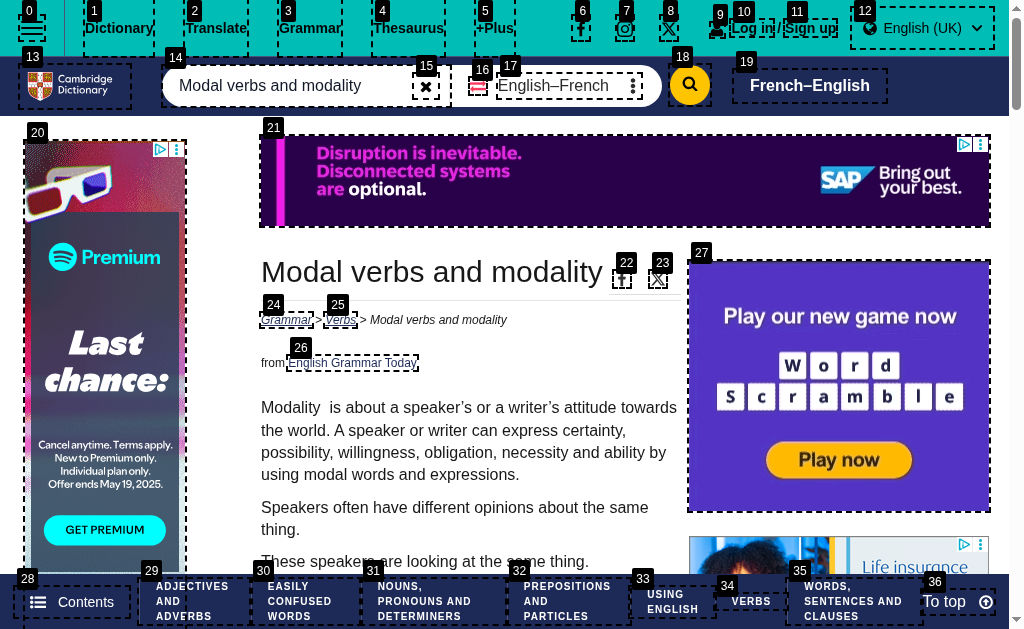 0 1 2 3 4 5 6 7 8 9 10 11 12
Dictionary Translate Grammar Thesaurus +Plus Log in / Sign up English (UK)
13 14 15 16 17 18 19
Cambridge
Dictionary
Modal verbs and modality
English–French
French–English
20
Premium
Last
chance:
Cancel anytime. Terms apply.
New to Premium only.
Individual plan only.
Offer ends May 19, 2025.
GET PREMIUM
21
Disruption is inevitable.
Disconnected systems
are optional.
SAP Bring out
your best.
22 23
Modal verbs and modality
24 25
Grammar > Verbs > Modal verbs and modality
26
from English Grammar Today
Modality is about a speaker’s or a writer’s attitude towards
the world. A speaker or writer can express certainty,
possibility, willingness, obligation, necessity and ability by
using modal words and expressions.
Speakers often have different opinions about the same
thing.
These speakers are looking at the same thing.
27
Play our new game now
Word
Scramble
Play now
Life insurance
28 29 30 31 32 33 34 35 36
Contents
ADJECTIVES
AND
ADVERBS
EASILY
CONFUSED
WORDS
NOUNS,
PRONOUNS AND
DETERMINERS
PREPOSITIONS
AND
PARTICLES
USING
ENGLISH
VERBS
WORDS,
SENTENCES AND
CLAUSES
To top